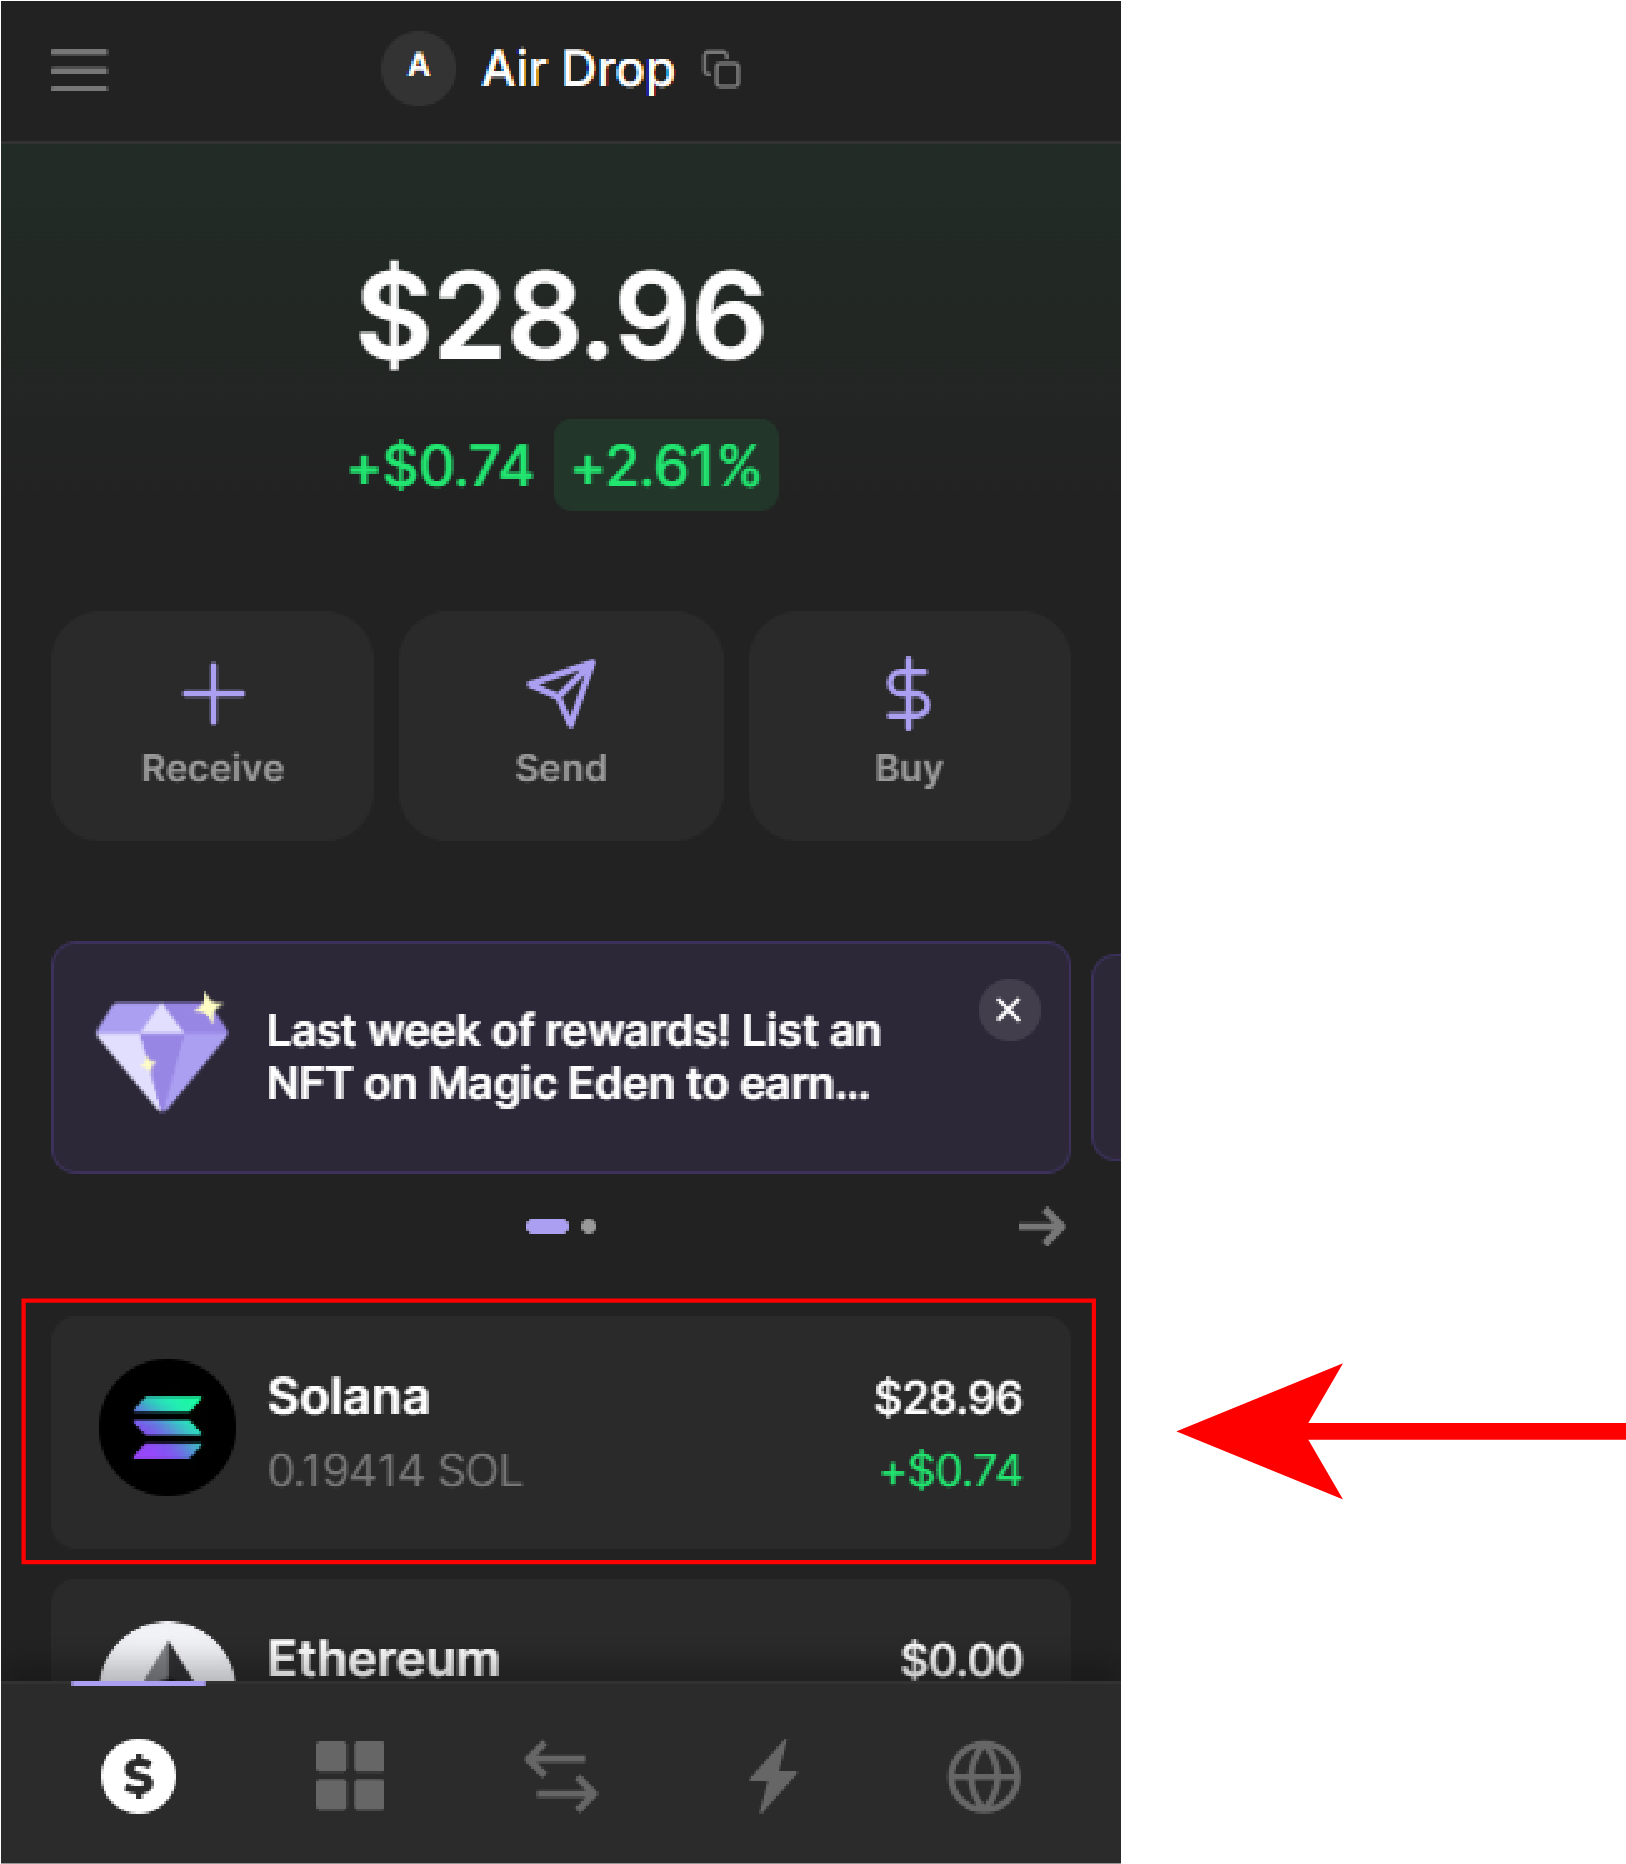 A Air Drop
$28.96
+$0.74 +2.61%
Receive Send Buy
Last week of rewards! List an
NFT on Magic Eden to earn...
Solana $28.96
0.19414 SOL +$0.74
Ethereum $0.00
$